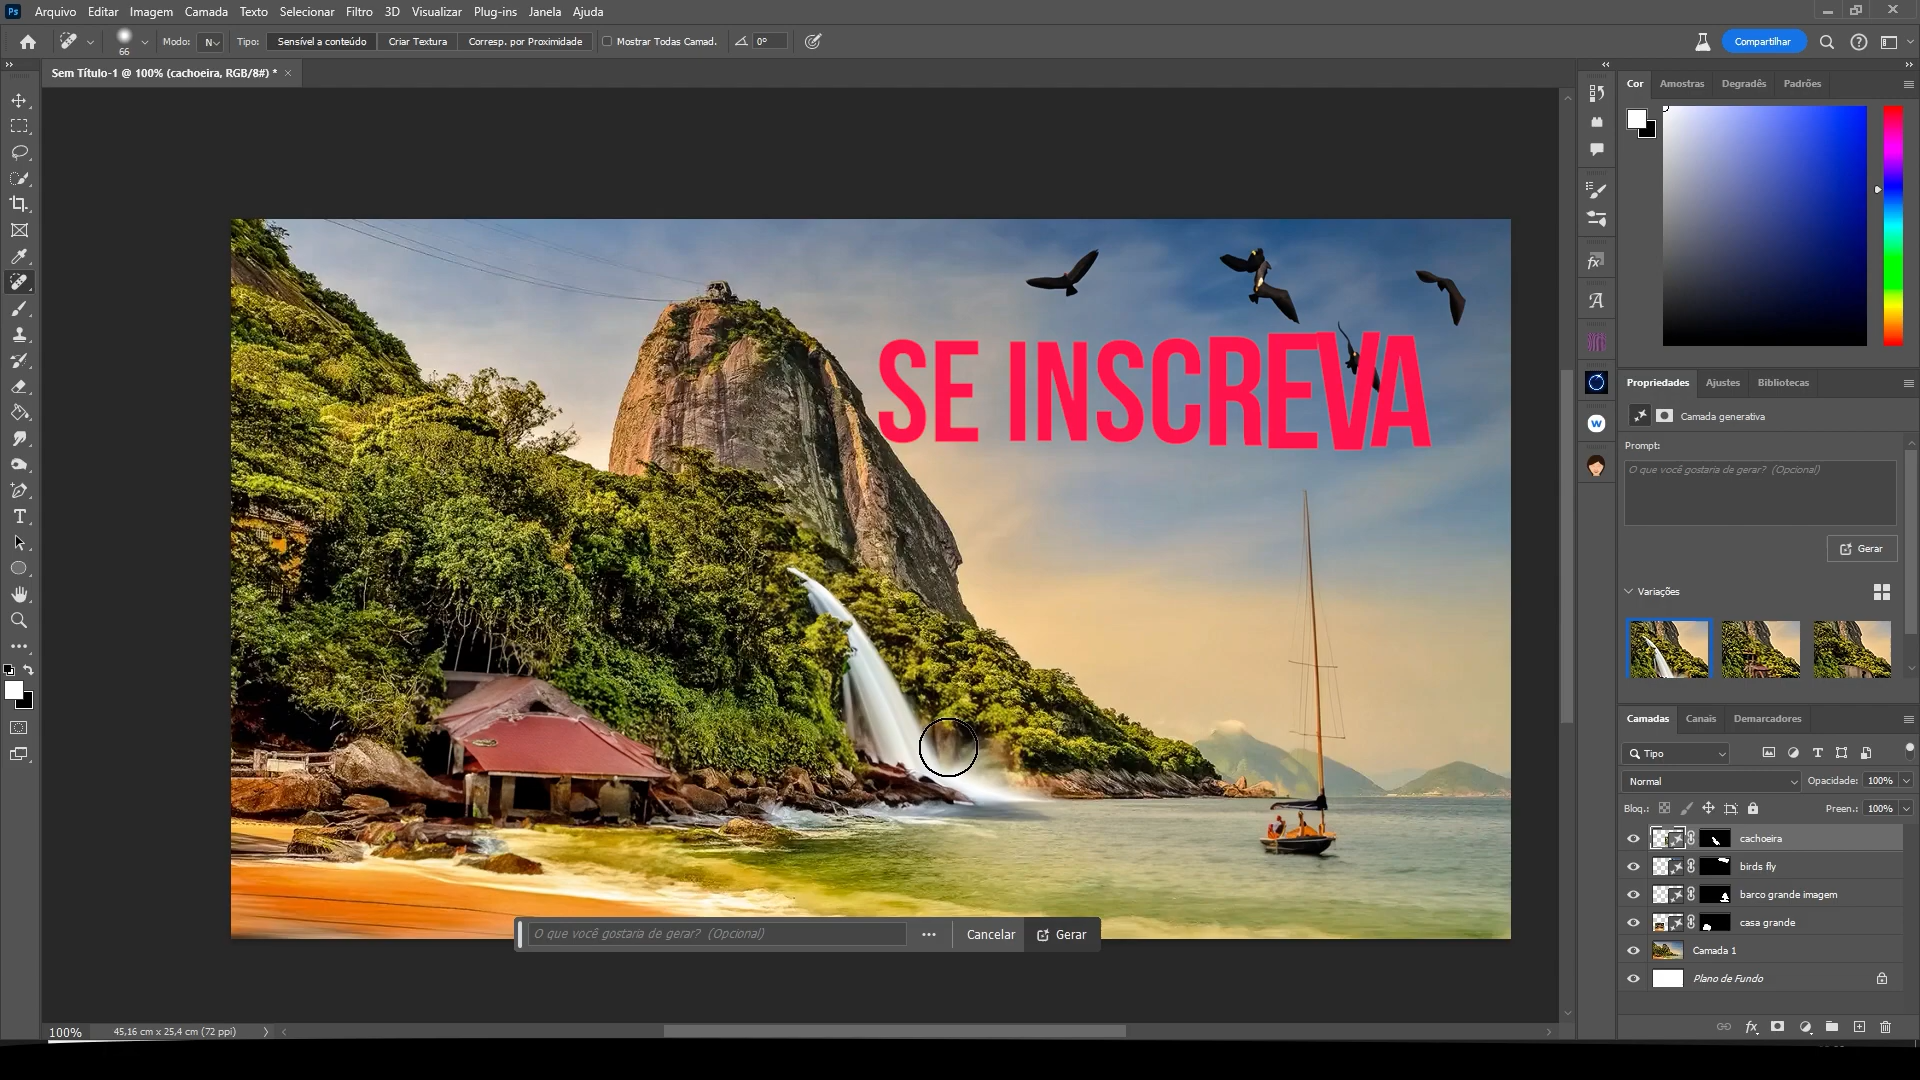 Ps Arquivo Editar Imagem Camada Texto Selecionar Filtro 3D Visualizar Plug-ins Janela Ajuda
66 Modo: N Tipo: Sensível a conteúdo Criar Textura Corresp. por Proximidade Mostrar Todas Camad. 0° Compartilhar
Sem Título-1 @ 100% (cachoeira, RGB/8#) *
Cor Amostras Degradês Padrões
SE INSCREVA
Propriedades Ajustes Bibliotecas
Camada generativa
Prompt:
O que você gostaria de gerar? (Opcional)
Gerar
Variações
Camadas Canais Demarcadores
Tipo
Normal Opacidade: 100%
Bloq.: Preen.: 100%
cachoeira
birds fly
barco grande imagem
casa grande
Camada 1
Plano de Fundo
O que você gostaria de gerar? (Opcional) Cancelar Gerar
100% 45,16 cm x 25,4 cm (72 ppi)